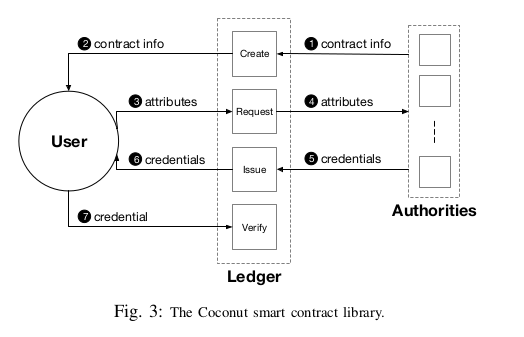 ❷ contract info
Create
❶ contract info
❸ attributes
Request
❹ attributes
User
❻ credentials
Issue
❺ credentials
❼ credential
Verify
Authorities
Ledger
Fig. 3: The Coconut smart contract library.